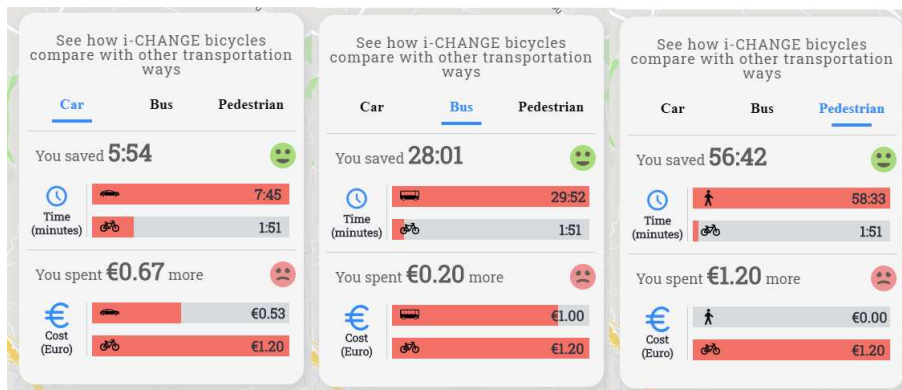 See how i-CHANGE bicycles
compare with other transportation
ways
Car Bus Pedestrian
You saved 5:54
7:45
Time
(minutes)
1:51
You spent €0.67 more
€0.53
Cost
(Euro)
€1.20
See how i-CHANGE bicycles
compare with other transportation
ways
Car Bus Pedestrian
You saved 28:01
29:52
Time
(minutes)
1:51
You spent €0.20 more
€1.00
Cost
(Euro)
€1.20
See how i-CHANGE bicycles
compare with other transportation
ways
Car Bus Pedestrian
You saved 56:42
58:33
Time
(minutes)
1:51
You spent €1.20 more
€0.00
Cost
(Euro)
€1.20